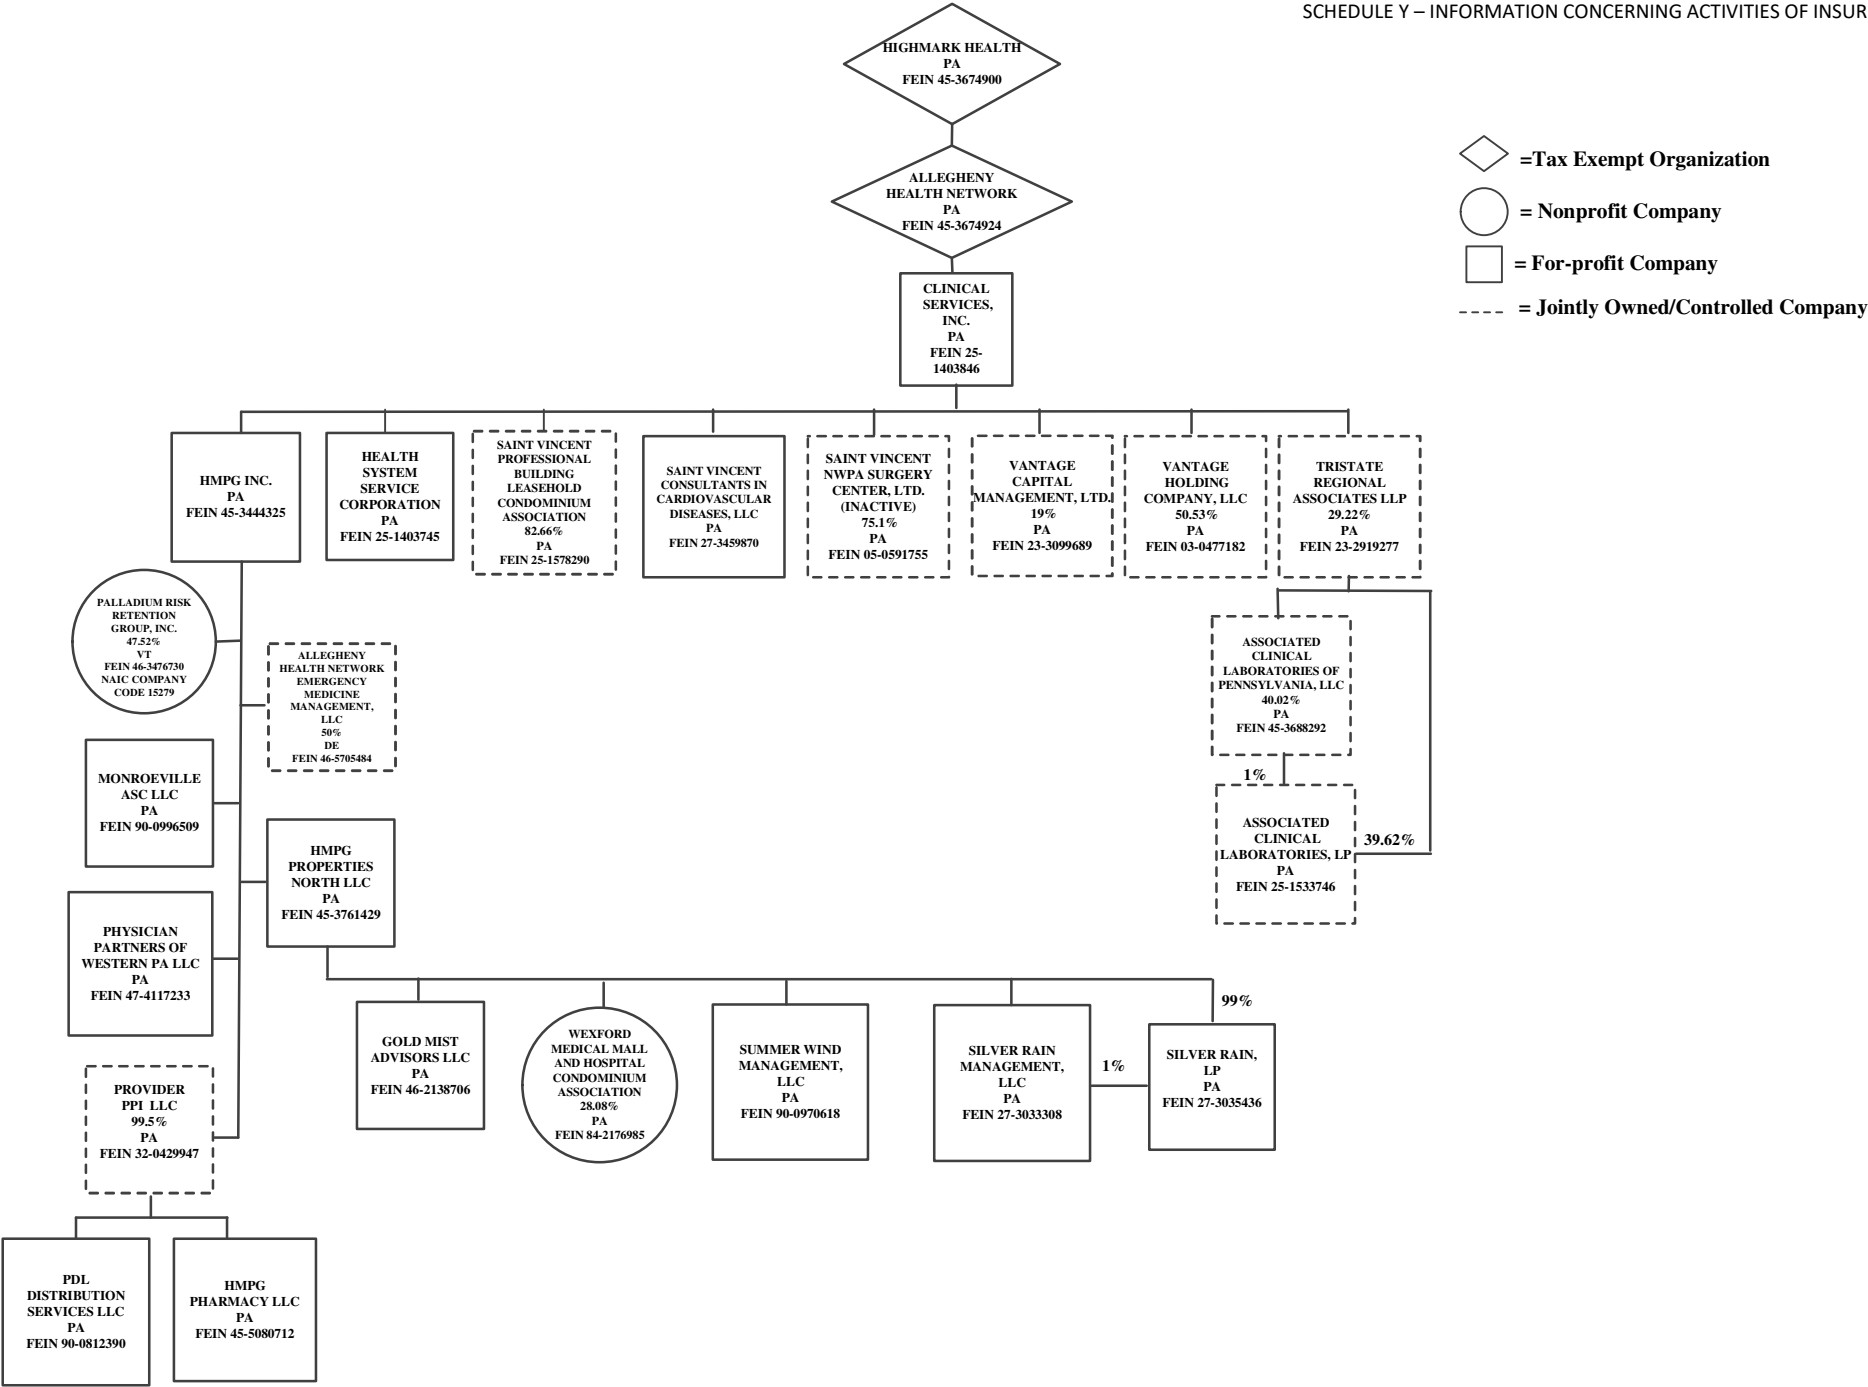 SCHEDULE Y – INFORMATION CONCERNING ACTIVITIES OF INSUR
HIGHMARK HEALTH
PA
FEIN 45-3674900
ALLEGHENY
HEALTH NETWORK
PA
FEIN 45-3674924
=Tax Exempt Organization
= Nonprofit Company
= For-profit Company
= Jointly Owned/Controlled Company
CLINICAL
SERVICES,
INC.
PA
FEIN 25-
1403846
HMPG INC.
PA
FEIN 45-3444325
HEALTH
SYSTEM
SERVICE
CORPORATION
PA
FEIN 25-1403745
SAINT VINCENT
PROFESSIONAL
BUILDING
LEASEHOLD
CONDOMINIUM
ASSOCIATION
82.66%
PA
FEIN 25-1578290
SAINT VINCENT
CONSULTANTS IN
CARDIOVASCULAR
DISEASES, LLC
PA
FEIN 27-3459870
SAINT VINCENT
NWPA SURGERY
CENTER, LTD.
(INACTIVE)
75.1%
PA
FEIN 05-0591755
VANTAGE
CAPITAL
MANAGEMENT, LTD.
19%
PA
FEIN 23-3099689
VANTAGE
HOLDING
COMPANY, LLC
50.53%
PA
FEIN 03-0477182
TRISTATE
REGIONAL
ASSOCIATES LLP
29.22%
PA
FEIN 23-2919277
PALLADIUM RISK
RETENTION
GROUP, INC.
47.52%
VT
FEIN 46-3476730
NAIC COMPANY
CODE 15279
ALLEGHENY
HEALTH NETWORK
EMERGENCY
MEDICINE
MANAGEMENT,
LLC
50%
DE
FEIN 46-5705484
ASSOCIATED
CLINICAL
LABORATORIES OF
PENNSYLVANIA, LLC
40.02%
PA
FEIN 45-3688292
1%
ASSOCIATED
CLINICAL
LABORATORIES, LP
PA
FEIN 25-1533746
39.62%
MONROEVILLE
ASC LLC
PA
FEIN 90-0996509
HMPG
PROPERTIES
NORTH LLC
PA
FEIN 45-3761429
PHYSICIAN
PARTNERS OF
WESTERN PA LLC
PA
FEIN 47-4117233
GOLD MIST
ADVISORS LLC
PA
FEIN 46-2138706
WEXFORD
MEDICAL MALL
AND HOSPITAL
CONDOMINIUM
ASSOCIATION
28.08%
PA
FEIN 84-2176985
SUMMER WIND
MANAGEMENT,
LLC
PA
FEIN 90-0970618
SILVER RAIN
MANAGEMENT,
LLC
PA
FEIN 27-3033308
1%
99%
SILVER RAIN,
LP
PA
FEIN 27-3035436
PROVIDER
PPI LLC
99.5%
PA
FEIN 32-0429947
PDL
DISTRIBUTION
SERVICES LLC
PA
FEIN 90-0812390
HMPG
PHARMACY LLC
PA
FEIN 45-5080712